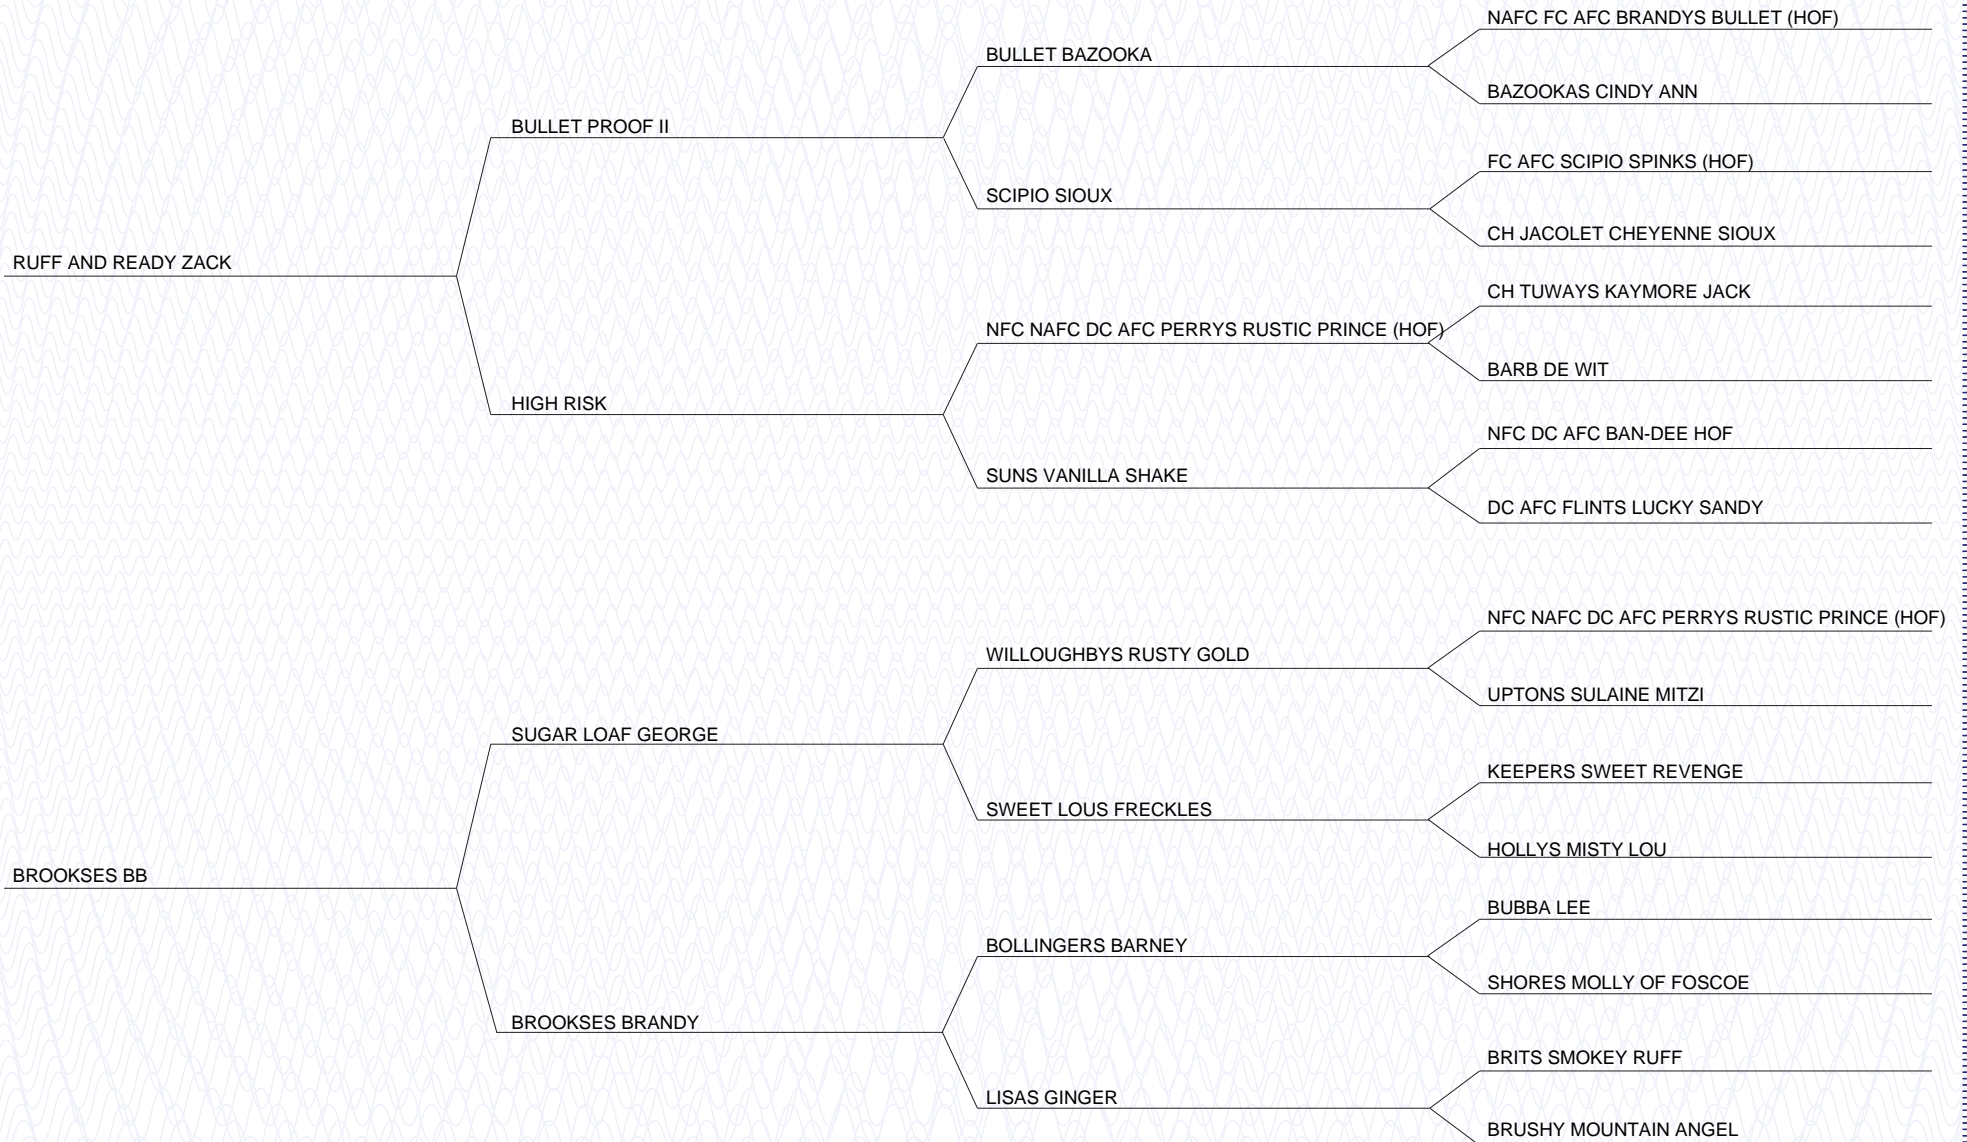 NAFC FC AFC BRANDYS BULLET (HOF)
BULLET BAZOOKA
BAZOOKAS CINDY ANN
BULLET PROOF II
FC AFC SCIPIO SPINKS (HOF)
SCIPIO SIOUX
CH JACOLET CHEYENNE SIOUX
RUFF AND READY ZACK
CH TUWAYS KAYMORE JACK
NFC NAFC DC AFC PERRYS RUSTIC PRINCE (HOF)
BARB DE WIT
HIGH RISK
NFC DC AFC BAN-DEE HOF
SUNS VANILLA SHAKE
DC AFC FLINTS LUCKY SANDY
NFC NAFC DC AFC PERRYS RUSTIC PRINCE (HOF)
WILLOUGHBYS RUSTY GOLD
UPTONS SULAINE MITZI
SUGAR LOAF GEORGE
KEEPERS SWEET REVENGE
SWEET LOUS FRECKLES
HOLLYS MISTY LOU
BROOKSES BB
BUBBA LEE
BOLLINGERS BARNEY
SHORES MOLLY OF FOSCOE
BROOKSES BRANDY
BRITS SMOKEY RUFF
LISAS GINGER
BRUSHY MOUNTAIN ANGEL